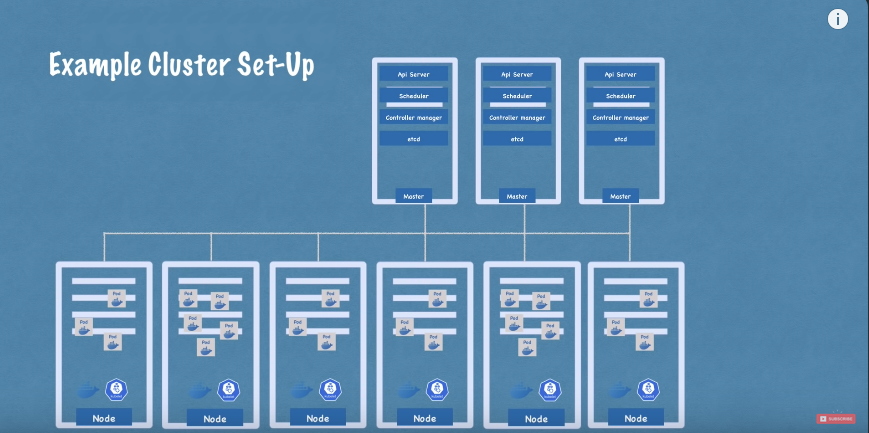 Example Cluster Set-Up
Api Server
Scheduler
Controller manager
etcd
Master
Api Server
Scheduler
Controller manager
etcd
Master
Api Server
Scheduler
Controller manager
etcd
Master
Pod
Pod
Pod
Node
Pod
Pod
Pod
Pod
Pod
Node
Pod
Pod
Pod
Node
Pod
Pod
Pod
Node
Pod
Pod
Pod
Pod
Pod
Node
Pod
Pod
Pod
Node
SUBSCRIBE